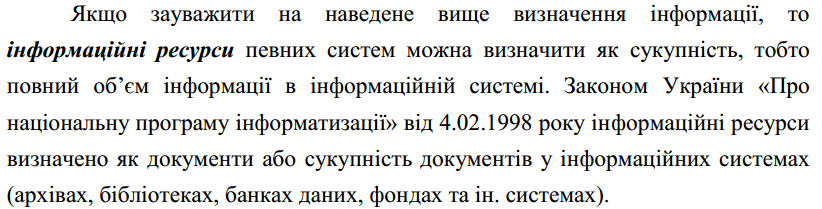 Якщо зауважити на наведене вище визначення інформації, то
інформаційні ресурси певних систем можна визначити як сукупність, тобто
повний об’єм інформації в інформаційній системі. Законом України «Про
національну програму інформатизації» від 4.02.1998 року інформаційні ресурси
визначено як документи або сукупність документів у інформаційних системах
(архівах, бібліотеках, банках даних, фондах та ін. системах).